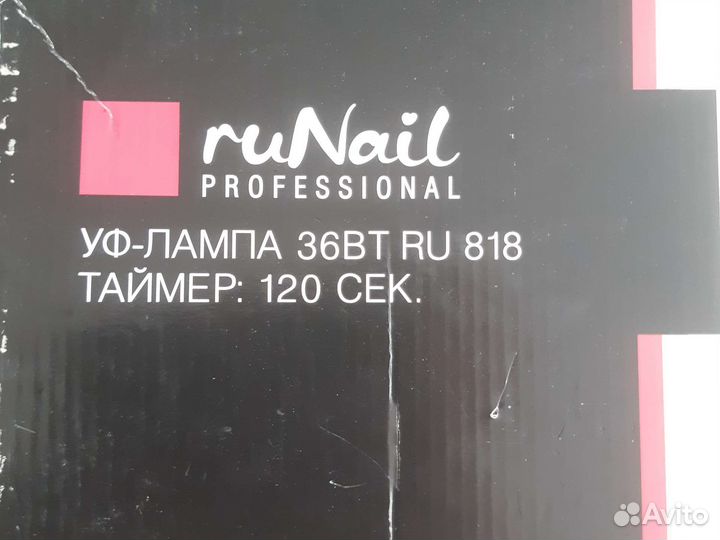 ruNail
PROFESSIONAL
УФ-ЛАМПА 36ВТ RU 818
ТАЙМЕР: 120 СЕК.
Avito